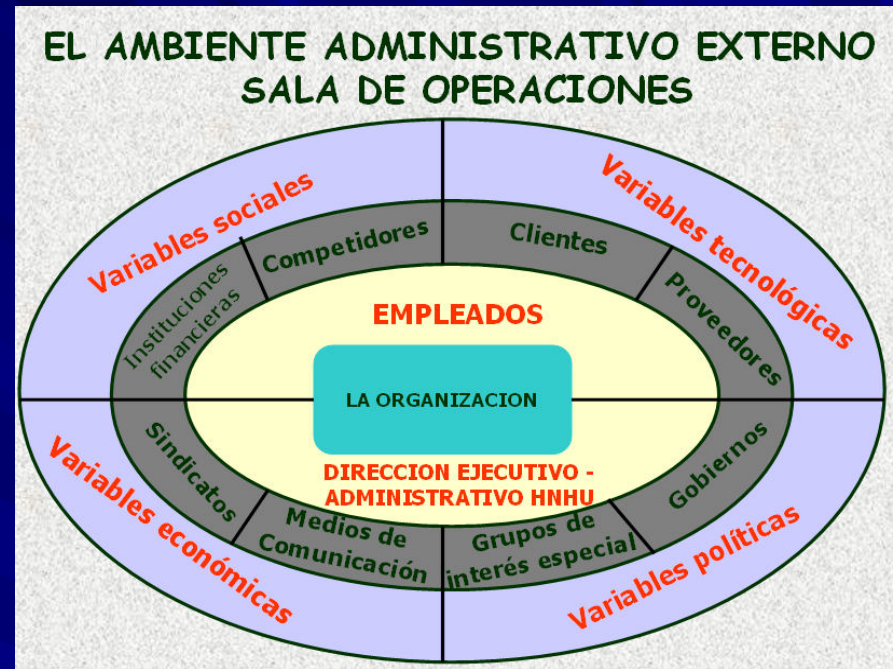 EL AMBIENTE ADMINISTRATIVO EXTERNO
SALA DE OPERACIONES
Variables sociales
Variables tecnológicas
Instituciones
financieras
Competidores
Clientes
Proveedores
EMPLEADOS
LA ORGANIZACION
DIRECCION EJECUTIVO -
ADMINISTRATIVO HNHU
Sindicatos
Medios de
Comunicación
Grupos de
interés especial
Gobiernos
Variables económicas
Variables políticas